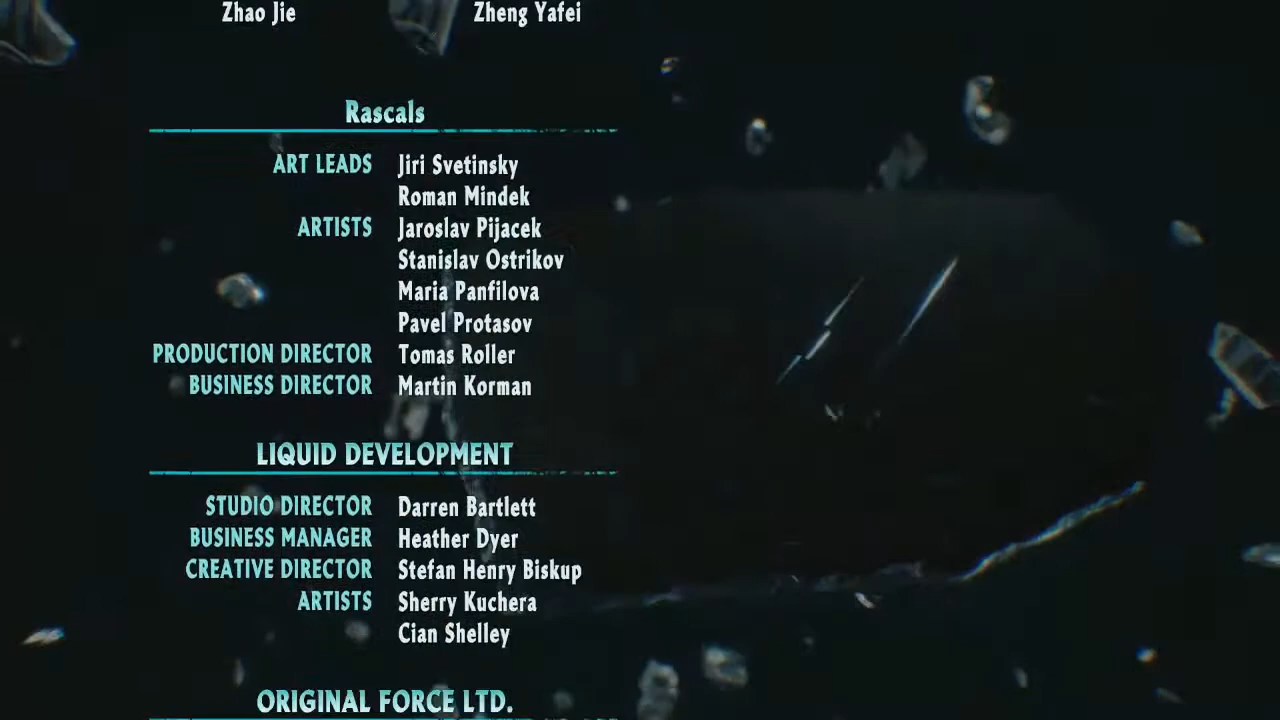 Zhao Jie Zheng Yafei
Rascals
ART LEADS Jiri Svetinsky
Roman Mindek
ARTISTS Jaroslav Pijacek
Stanislav Ostrikov
Maria Panfilova
Pavel Protasov
PRODUCTION DIRECTOR Tomas Roller
BUSINESS DIRECTOR Martin Korman
LIQUID DEVELOPMENT
STUDIO DIRECTOR Darren Bartlett
BUSINESS MANAGER Heather Dyer
CREATIVE DIRECTOR Stefan Henry Biskup
ARTISTS Sherry Kuchera
Cian Shelley
ORIGINAL FORCE LTD.